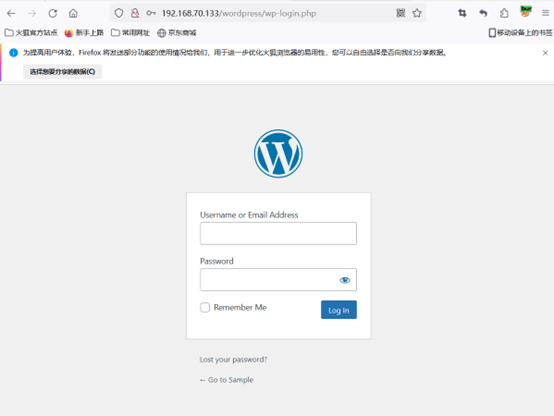 192.168.70.133/wordpress/wp-login.php
火狐官方站点 新手上路 常用网址 京东商城 移动设备上的书签
为提高用户体验，Firefox 将发送部分功能的使用情况给我们，用于进一步优化火狐浏览器的易用性，您可以自由选择是否向我们分享数据。
选择您要分享的数据(C)
Username or Email Address
Password
Remember Me Log In
Lost your password?
← Go to Sample